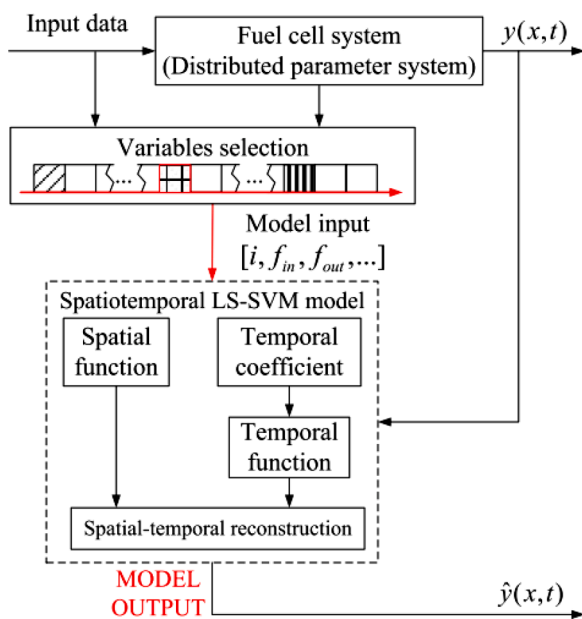 Input data
Fuel cell system
(Distributed parameter system)
y(x,t)
Variables selection
... ...
Model input
[i, f_in, f_out, ...]
Spatiotemporal LS-SVM model
Spatial
function
Temporal
coefficient
Temporal
function
Spatial-temporal reconstruction
MODEL
OUTPUT
ŷ(x,t)